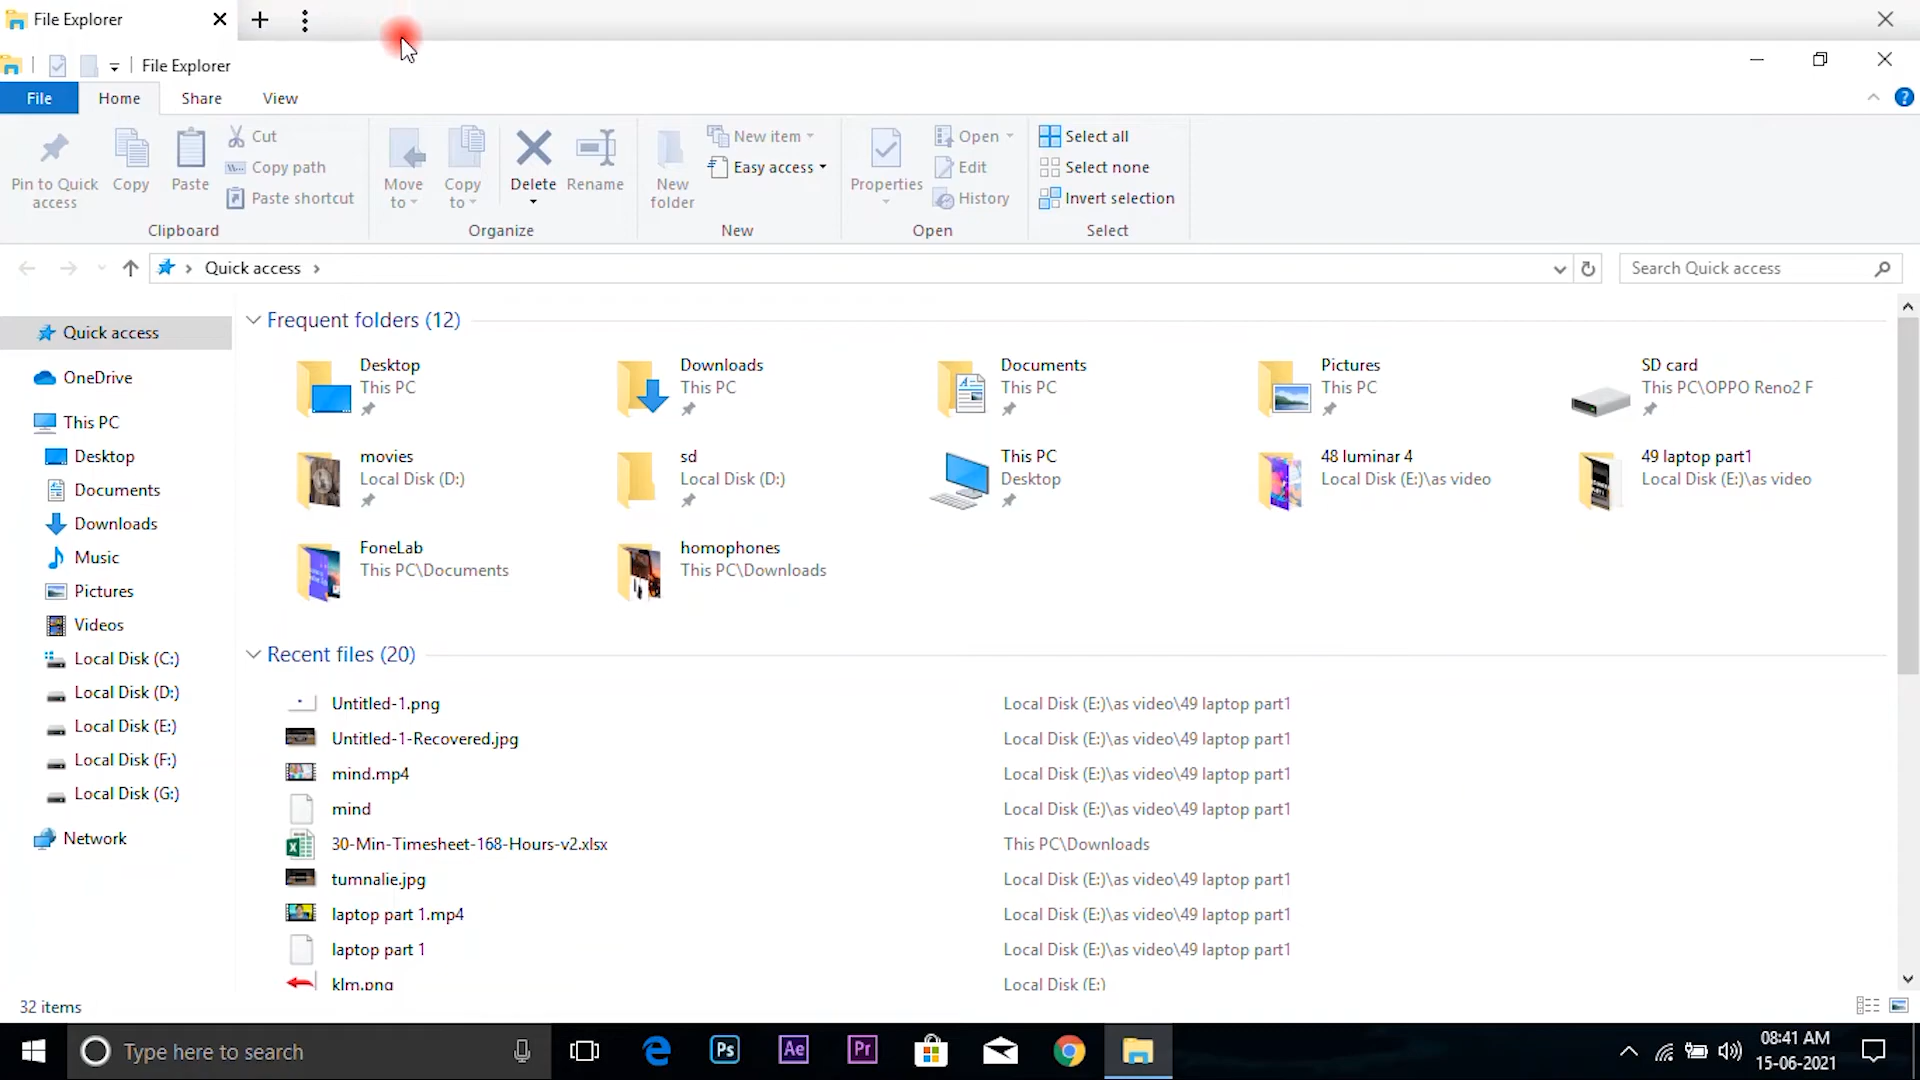 File Explorer
File Explorer
File Home Share View
Pin to Quick access
Copy
Paste
Cut
Copy path
Paste shortcut
Clipboard
Move to
Copy to
Delete
Rename
Organize
New folder
New item
Easy access
New
Properties
Open
Edit
History
Open
Select all
Select none
Invert selection
Select
Quick access
Search Quick access
Quick access
OneDrive
This PC
Desktop
Documents
Downloads
Music
Pictures
Videos
Local Disk (C:)
Local Disk (D:)
Local Disk (E:)
Local Disk (F:)
Local Disk (G:)
Network
Frequent folders (12)
Desktop
This PC
Downloads
This PC
Documents
This PC
Pictures
This PC
SD card
This PC\OPPO Reno2 F
movies
Local Disk (D:)
sd
Local Disk (D:)
This PC
Desktop
48 luminar 4
Local Disk (E:)\as video
49 laptop part1
Local Disk (E:)\as video
FoneLab
This PC\Documents
homophones
This PC\Downloads
Recent files (20)
Untitled-1.png Local Disk (E:)\as video\49 laptop part1
Untitled-1-Recovered.jpg Local Disk (E:)\as video\49 laptop part1
mind.mp4 Local Disk (E:)\as video\49 laptop part1
mind Local Disk (E:)\as video\49 laptop part1
30-Min-Timesheet-168-Hours-v2.xlsx This PC\Downloads
tumnalie.jpg Local Disk (E:)\as video\49 laptop part1
laptop part 1.mp4 Local Disk (E:)\as video\49 laptop part1
laptop part 1 Local Disk (E:)\as video\49 laptop part1
klm.png Local Disk (E:)
32 items
Type here to search
Ps
Ae
Pr
08:41 AM
15-06-2021